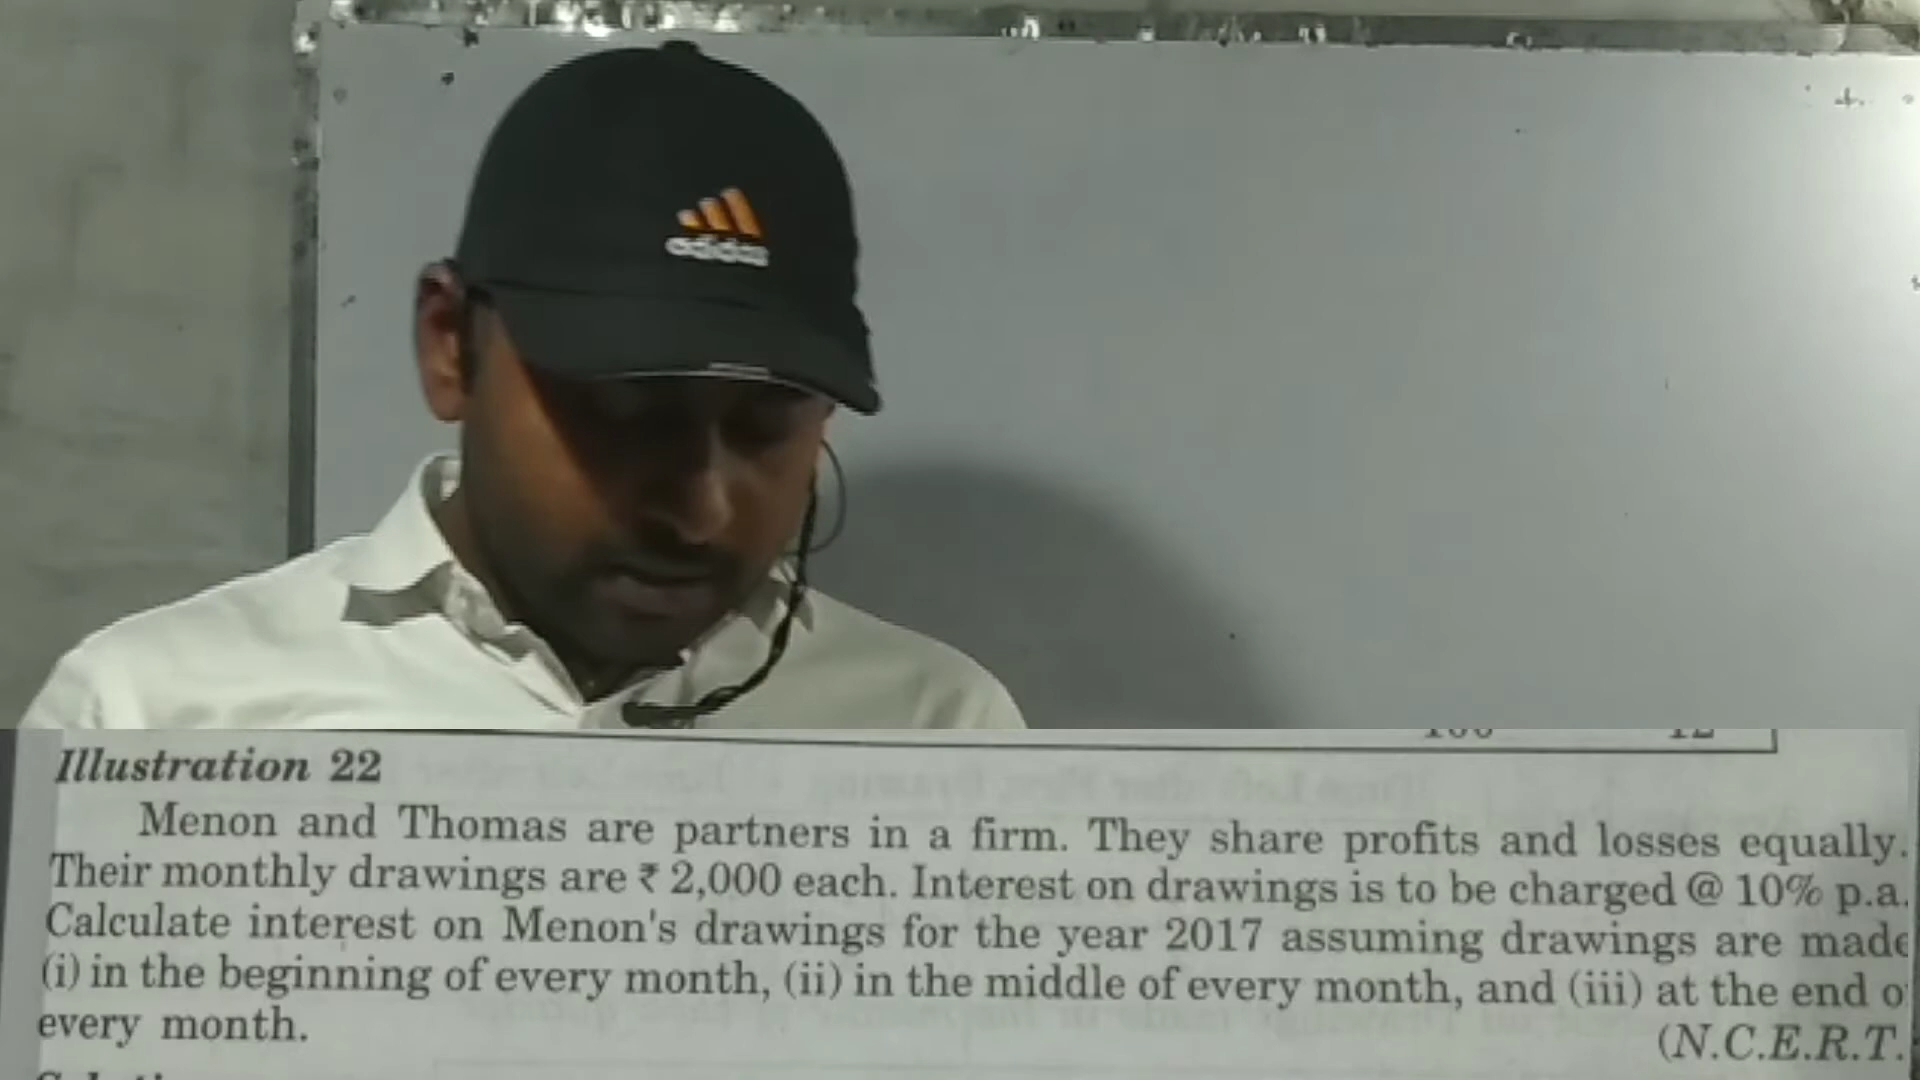 adidas
Illustration 22
Menon and Thomas are partners in a firm. They share profits and losses equally.
Their monthly drawings are ₹ 2,000 each. Interest on drawings is to be charged @ 10% p.a.
Calculate interest on Menon's drawings for the year 2017 assuming drawings are made
(i) in the beginning of every month, (ii) in the middle of every month, and (iii) at the end o
every month.
(N.C.E.R.T.